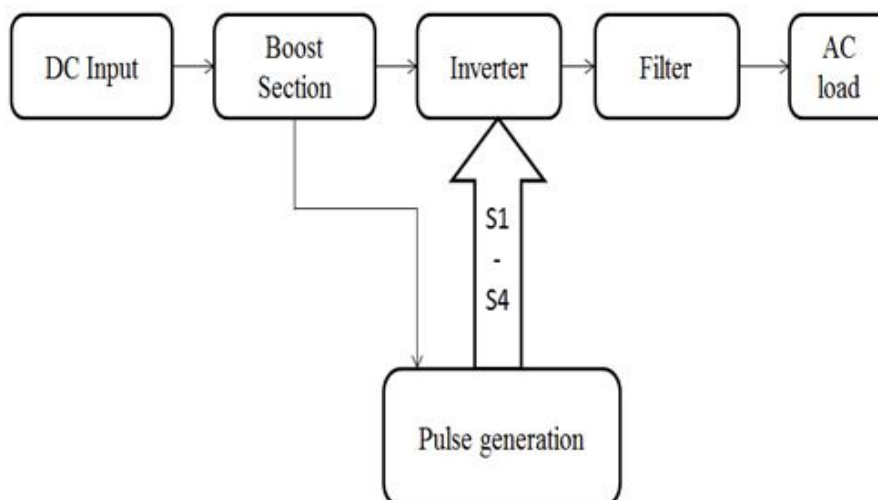 DC Input
Boost
Section
Inverter
Filter
AC
load
S1
-
S4
Pulse generation